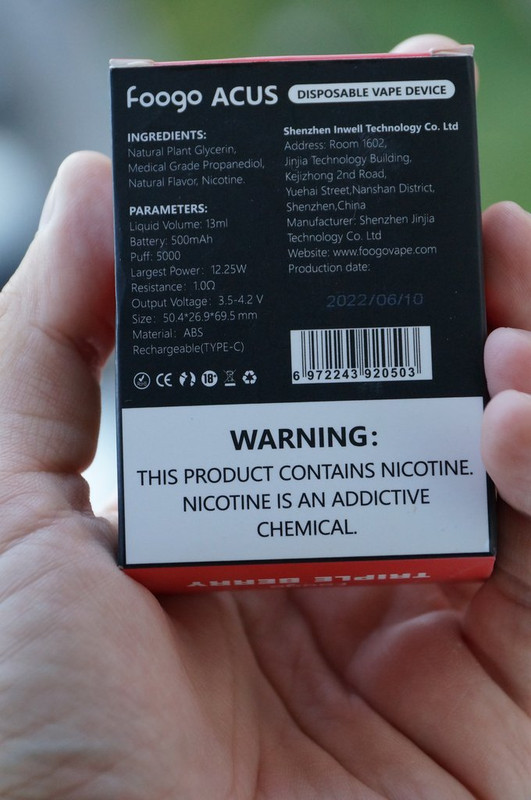 Foogo ACUS DISPOSABLE VAPE DEVICE
INGREDIENTS:
Natural Plant Glycerin,
Medical Grade Propanediol,
Natural Flavor, Nicotine.
PARAMETERS:
Liquid Volume: 13ml
Battery: 500mAh
Puff: 5000
Largest Power: 12.25W
Resistance: 1.0Ω
Output Voltage: 3.5-4.2 V
Size: 50.4*26.9*69.5 mm
Material: ABS
Rechargeable(TYPE-C)
CE 18+
Shenzhen Inwell Technology Co. Ltd
Address: Room 1602,
Jinjia Technology Building,
Kejizhong 2nd Road,
Yuehai Street,Nanshan District,
Shenzhen,China
Manufacturer: Shenzhen Jinjia
Technology Co. Ltd
Website: www.foogovape.com
Production date:
2022/06/10
6 972243 920503
WARNING:
THIS PRODUCT CONTAINS NICOTINE.
NICOTINE IS AN ADDICTIVE
CHEMICAL.
TRIPLE BERRY